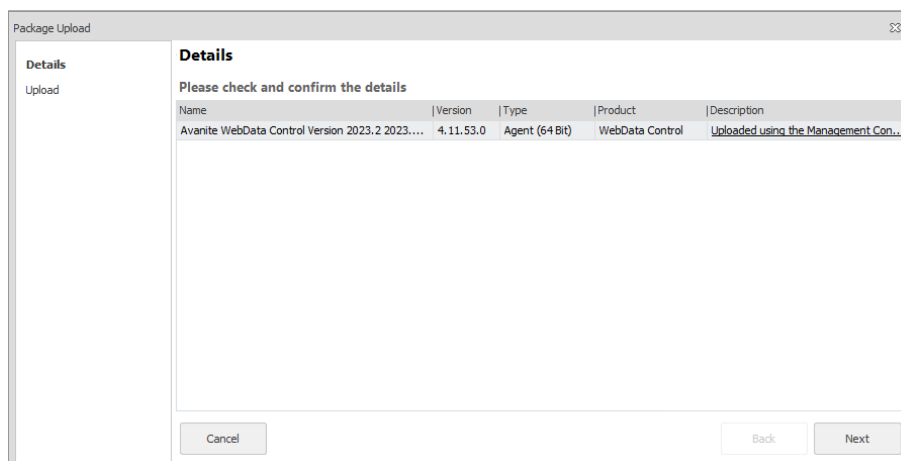 Package Upload
Details
Upload
Details
Please check and confirm the details
Name Version Type Product Description
Avanite WebData Control Version 2023.2 2023.... 4.11.53.0 Agent (64 Bit) WebData Control Uploaded using the Management Con...
Cancel Back Next